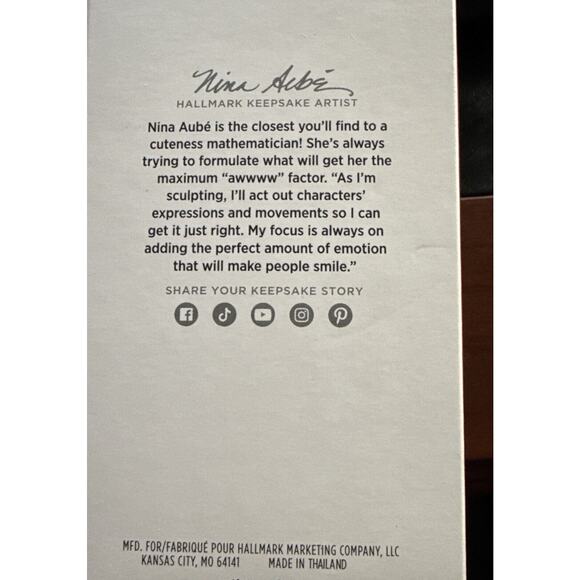 Nina Aubé
HALLMARK KEEPSAKE ARTIST
Nina Aubé is the closest you'll find to a
cuteness mathematician! She's always
trying to formulate what will get her the
maximum “awwww” factor. “As I'm
sculpting, I'll act out characters'
expressions and movements so I can
get it just right. My focus is always on
adding the perfect amount of emotion
that will make people smile.”
SHARE YOUR KEEPSAKE STORY
MFD. FOR/FABRIQUÉ POUR HALLMARK MARKETING COMPANY, LLC
KANSAS CITY, MO 64141 MADE IN THAILAND